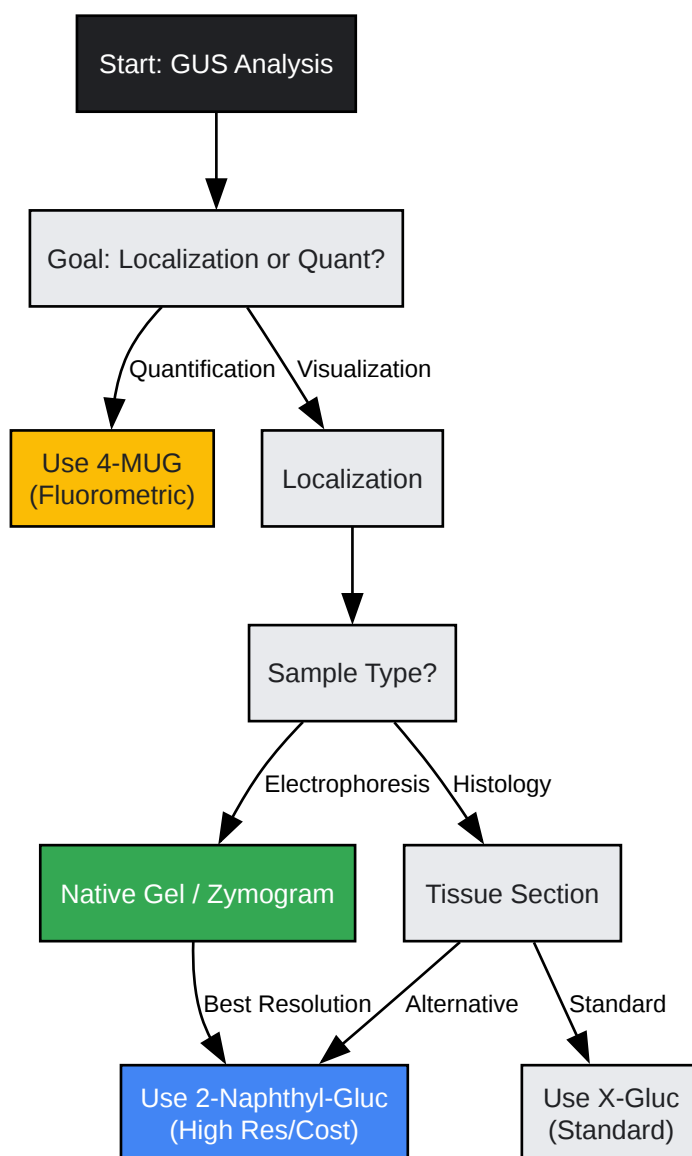 Start: GUS Analysis
Goal: Localization or Quant?
Quantification
Visualization
Use 4-MUG
(Fluorometric)
Localization
Sample Type?
Electrophoresis
Histology
Native Gel / Zymogram
Tissue Section
Best Resolution
Alternative
Standard
Use 2-Naphthyl-Gluc
(High Res/Cost)
Use X-Gluc
(Standard)